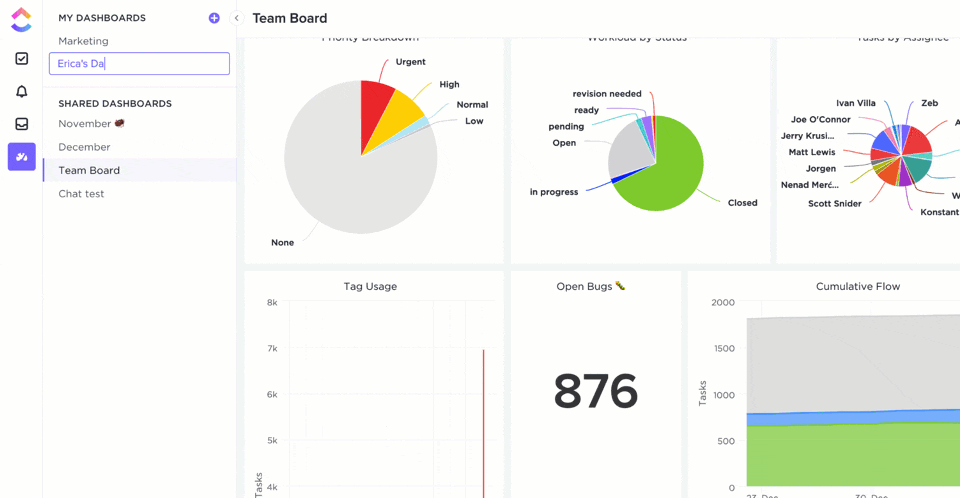 MY DASHBOARDS
Marketing
Erica's Da
SHARED DASHBOARDS
November
December
Team Board
Chat test
Team Board
Priority Breakdown
Urgent
High
Normal
Low
None
Workload by Status
revision needed
ready
pending
Open
in progress
Closed
Tasks by Assignee
Ivan Villa
Zeb
Joe O'Connor
A
Jerry Krusi...
Matt Lewis
Jorgen
Nenad Merć...
W
Scott Snider
Konstant
Tag Usage
8k
7k
6k
5k
4k
Tasks
Open Bugs
876
Cumulative Flow
2000
1500
1000
500
0
Tasks
23. Dec
30. Dec